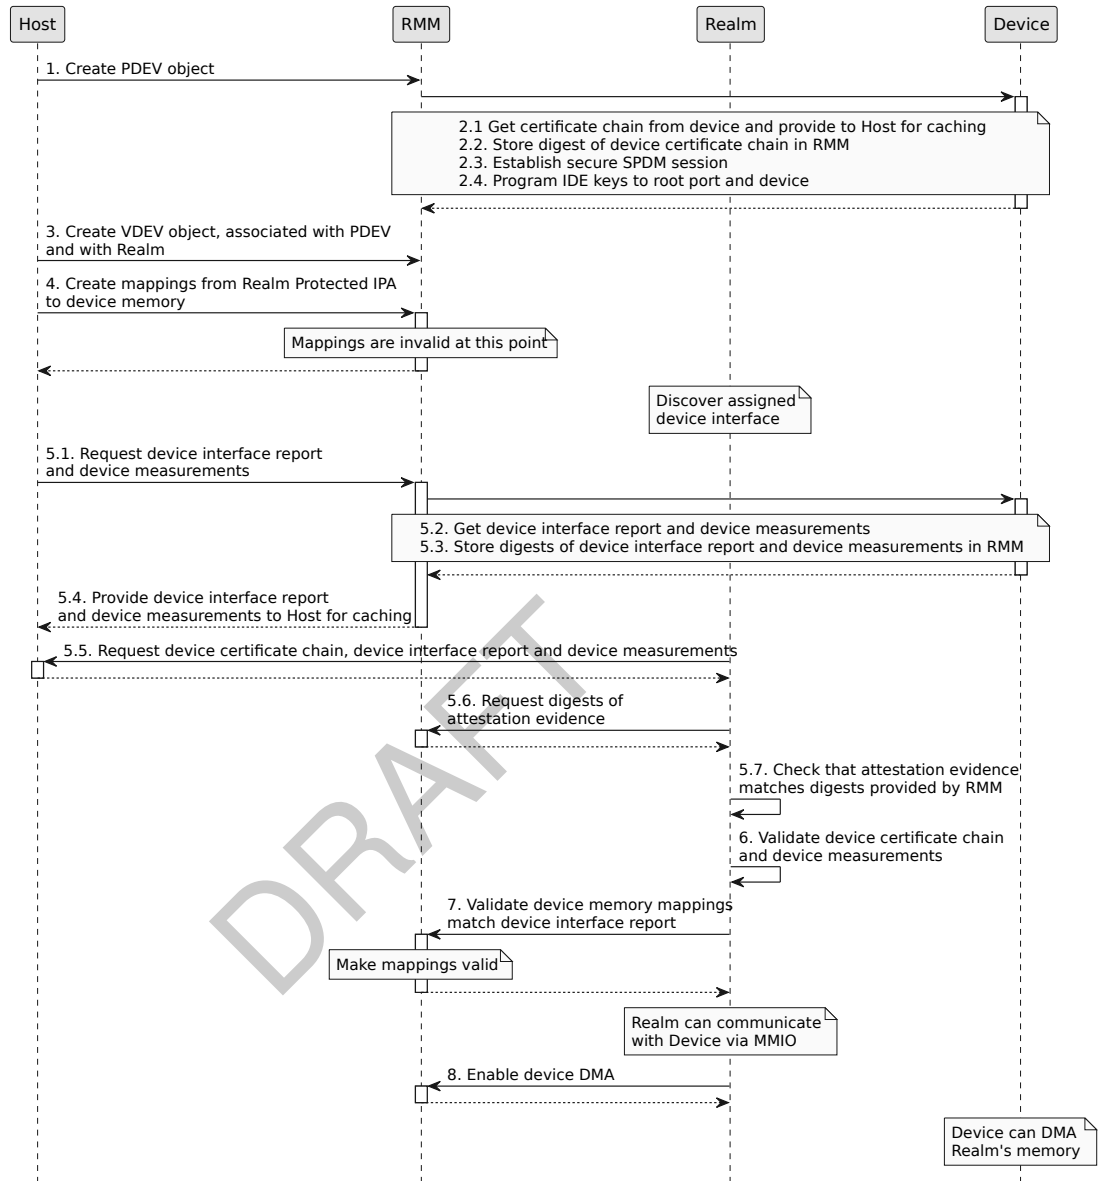 Host
RMM
Realm
Device
1. Create PDEV object
2.1 Get certificate chain from device and provide to Host for caching
2.2. Store digest of device certificate chain in RMM
2.3. Establish secure SPDM session
2.4. Program IDE keys to root port and device
3. Create VDEV object, associated with PDEV
and with Realm
4. Create mappings from Realm Protected IPA
to device memory
Mappings are invalid at this point
Discover assigned
device interface
5.1. Request device interface report
and device measurements
5.2. Get device interface report and device measurements
5.3. Store digests of device interface report and device measurements in RMM
5.4. Provide device interface report
and device measurements to Host for caching
5.5. Request device certificate chain, device interface report and device measurements
5.6. Request digests of
attestation evidence
5.7. Check that attestation evidence
matches digests provided by RMM
6. Validate device certificate chain
and device measurements
7. Validate device memory mappings
match device interface report
Make mappings valid
Realm can communicate
with Device via MMIO
8. Enable device DMA
Device can DMA
Realm's memory
DRAFT